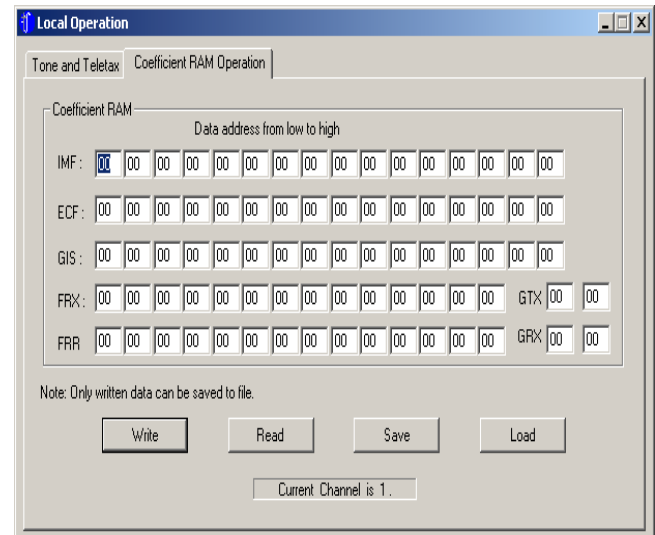 Local Operation
Tone and Teletax Coefficient RAM Operation
Coefficient RAM
Data address from low to high
IMF : 00 00 00 00 00 00 00 00 00 00 00 00 00 00 00 00
ECF : 00 00 00 00 00 00 00 00 00 00 00 00 00 00 00 00
GIS : 00 00 00 00 00 00 00 00 00 00 00 00 00 00 00 00
FRX : 00 00 00 00 00 00 00 00 00 00 00 00 00 00 GTX 00 00
FRR 00 00 00 00 00 00 00 00 00 00 00 00 00 00 GRX 00 00
Note: Only written data can be saved to file.
Write Read Save Load
Current Channel is 1 .